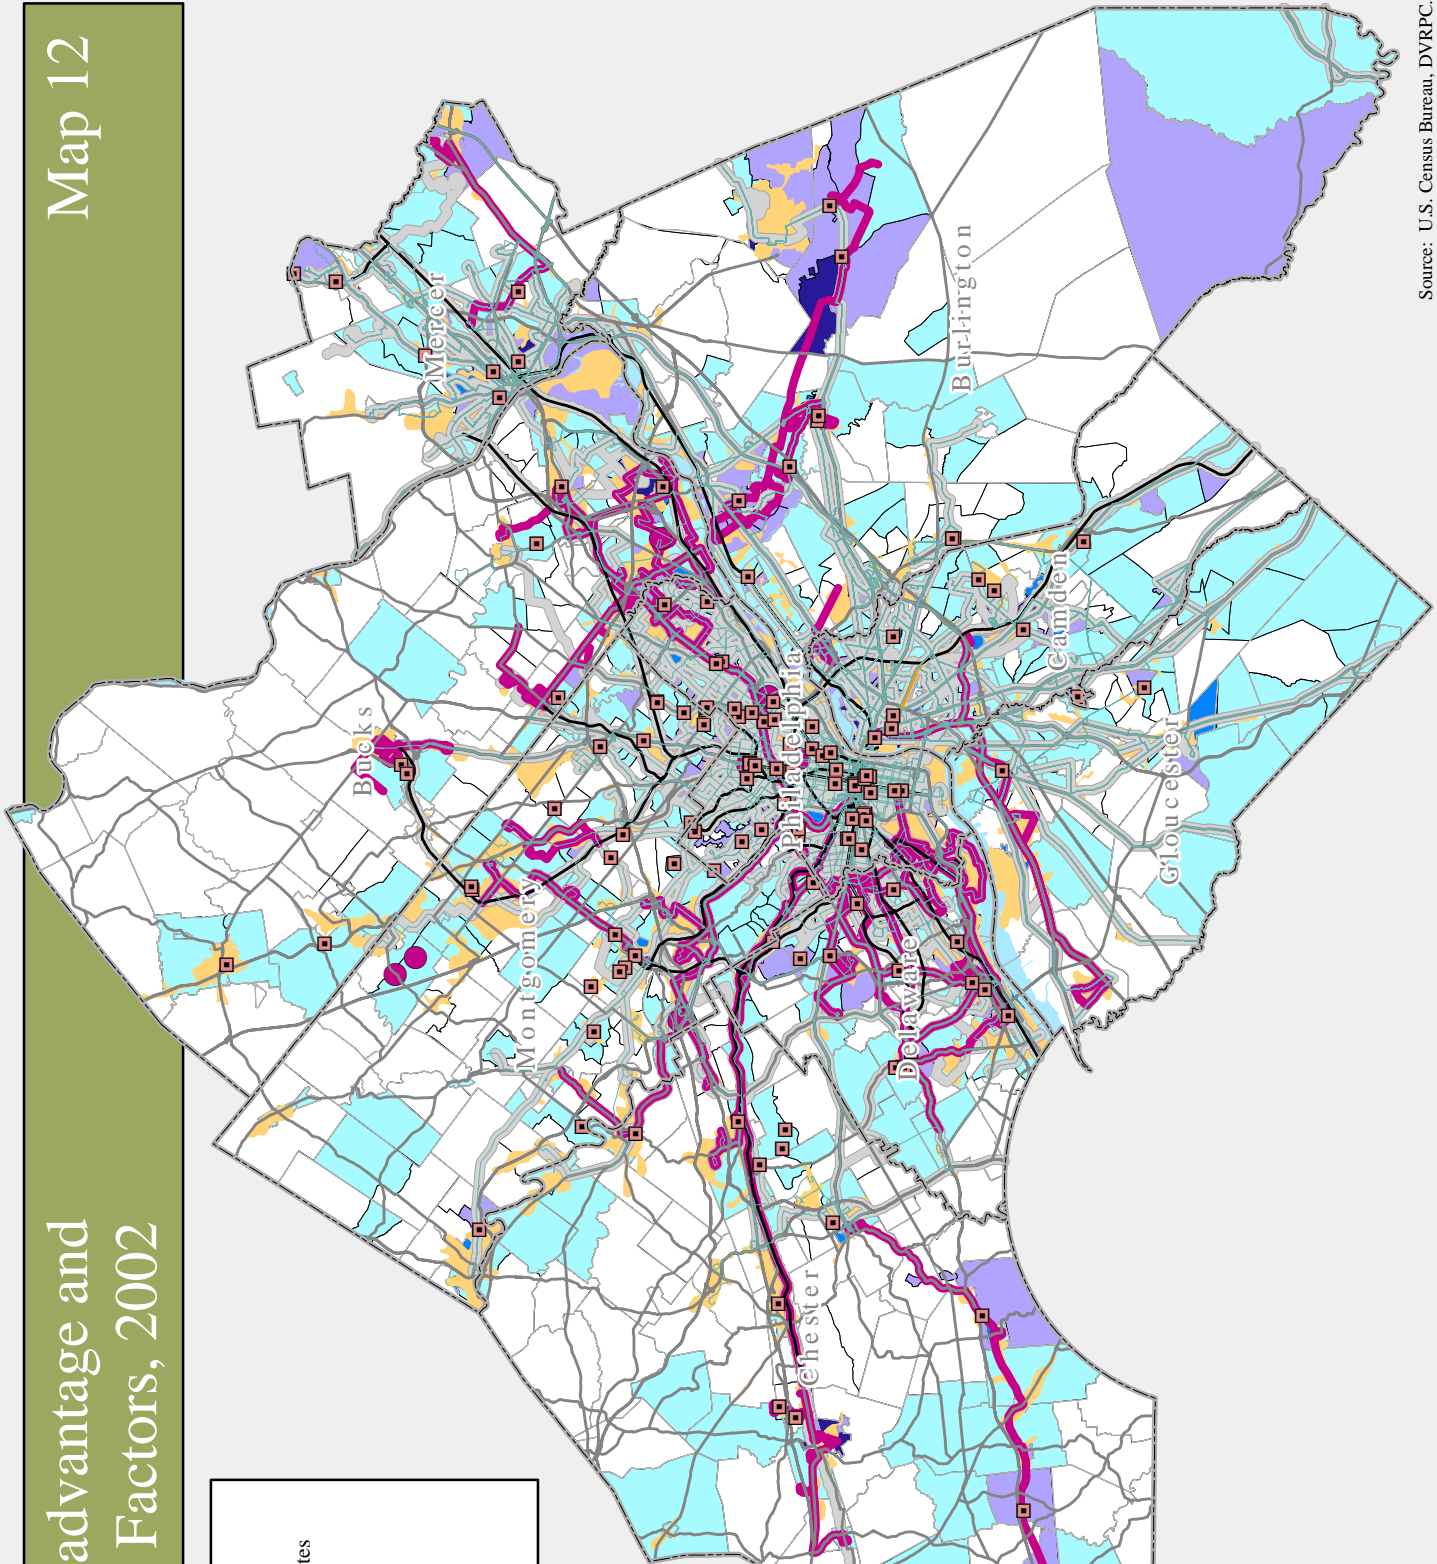 advantage and
Factors, 2002
Map 12
tes
Bucks
Mercer
Montgomery
Philadelphia
Burlington
Chester
Delaware
Camden
Gloucester
Source: U.S. Census Bureau, DVRPC.